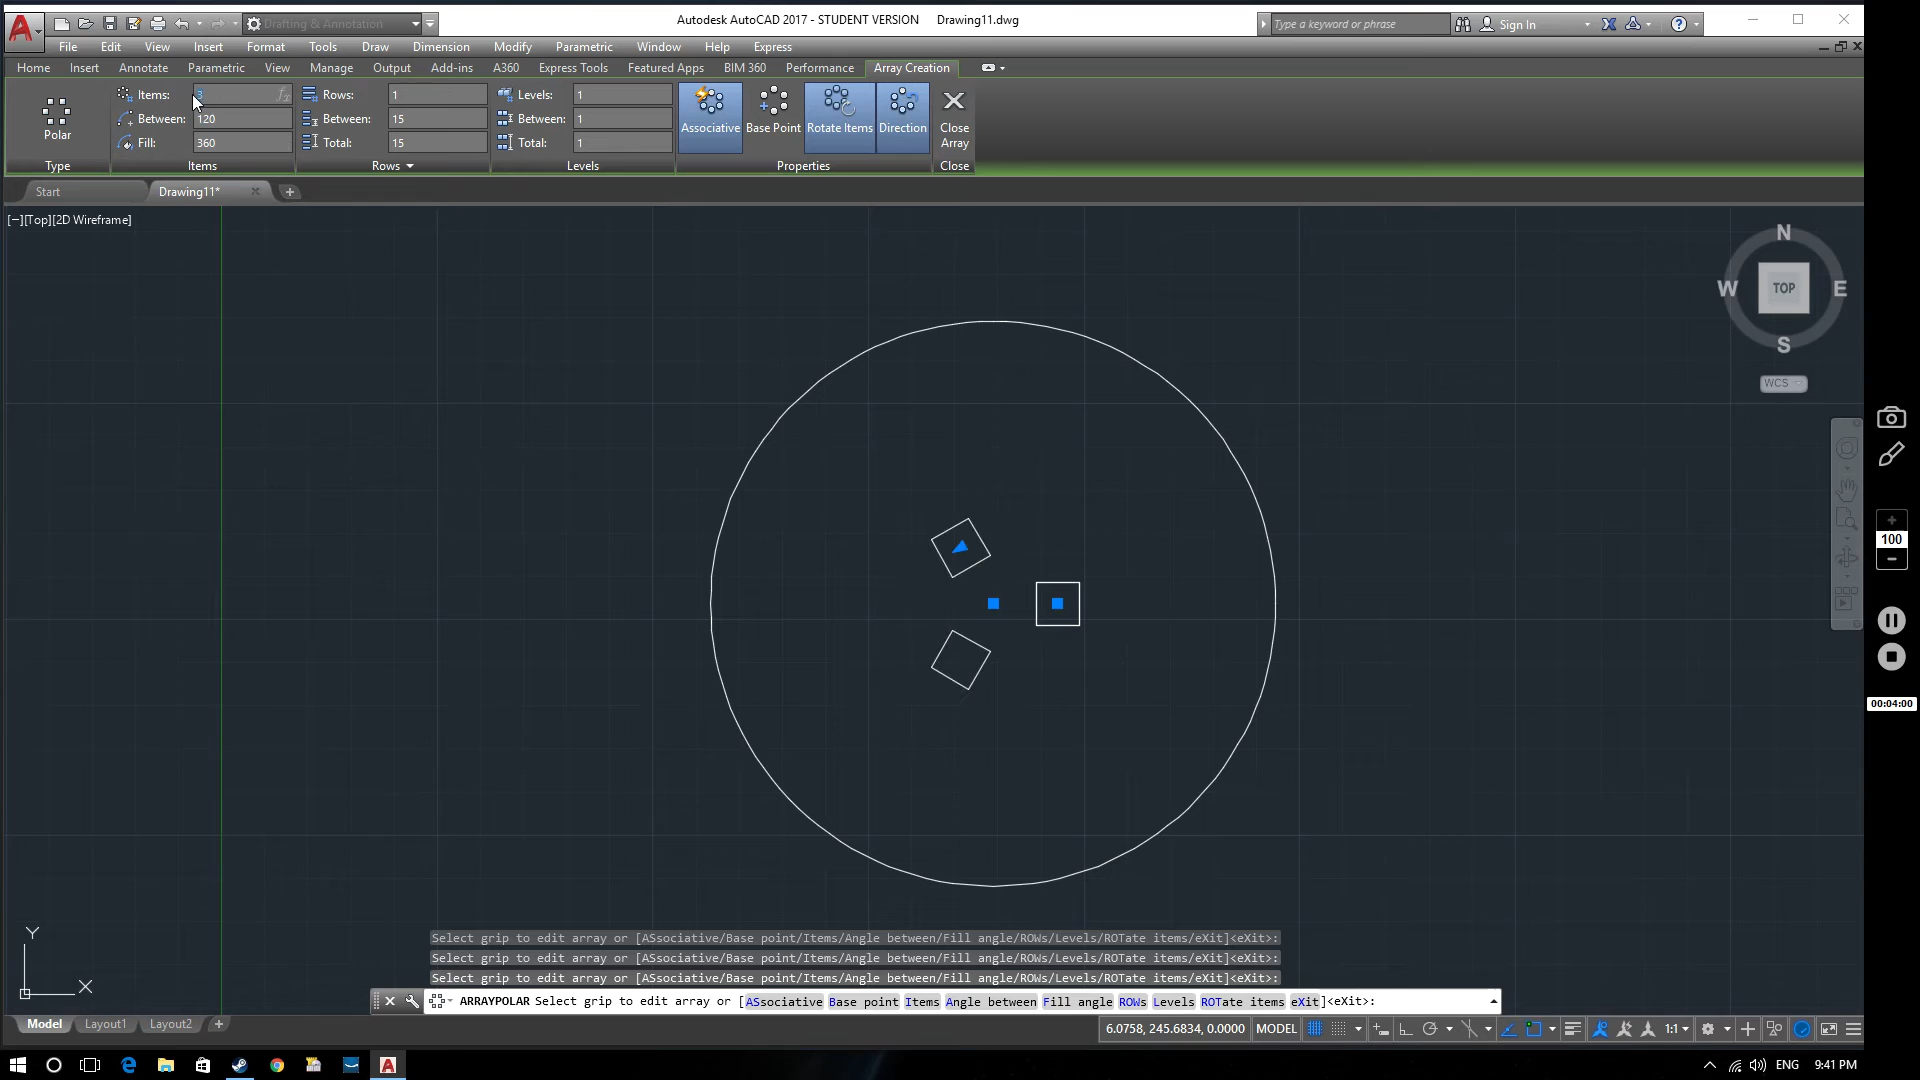 Drafting & Annotation
Autodesk AutoCAD 2017 - STUDENT VERSION Drawing11.dwg
Type a keyword or phrase
Sign In
File Edit View Insert Format Tools Draw Dimension Modify Parametric Window Help Express
Home Insert Annotate Parametric View Manage Output Add-ins A360 Express Tools Featured Apps BIM 360 Performance Array Creation
Items: 3 Rows: 1 Levels: 1
Between: 120 Between: 15 Between: 1
Fill: 360 Total: 15 Total: 1
Polar
Associative Base Point Rotate Items Direction Close Array
Type Items Rows Levels Properties Close
Start Drawing11*
[−][Top][2D Wireframe]
N
W TOP E
S
WCS
100
00:04:00
Y
X
Select grip to edit array or [ASsociative/Base point/Items/Angle between/Fill angle/ROWs/Levels/ROTate items/eXit]<eXit>:
Select grip to edit array or [ASsociative/Base point/Items/Angle between/Fill angle/ROWs/Levels/ROTate items/eXit]<eXit>:
Select grip to edit array or [ASsociative/Base point/Items/Angle between/Fill angle/ROWs/Levels/ROTate items/eXit]<eXit>:
ARRAYPOLAR Select grip to edit array or [ASsociative Base point Items Angle between Fill angle ROWs Levels ROTate items eXit]<eXit>:
Model Layout1 Layout2
6.0758, 245.6834, 0.0000 MODEL 1:1
ENG 9:41 PM